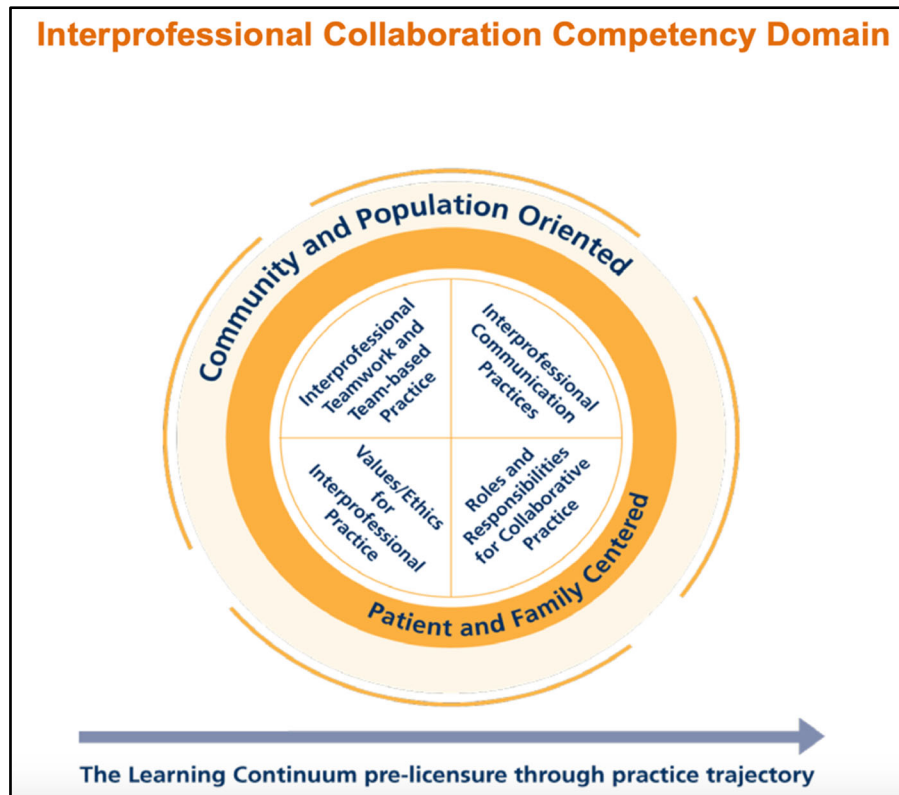 Interprofessional Collaboration Competency Domain
Community and Population Oriented
Interprofessional
Teamwork and
Team-based
Practice
Interprofessional
Communication
Practices
Values/Ethics
for
Interprofessional
Practice
Roles and
Responsibilities
for Collaborative
Practice
Patient and Family Centered
The Learning Continuum pre-licensure through practice trajectory